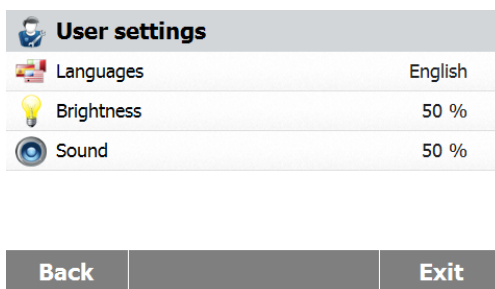 User settings
Languages English
Brightness 50 %
Sound 50 %
Back Exit